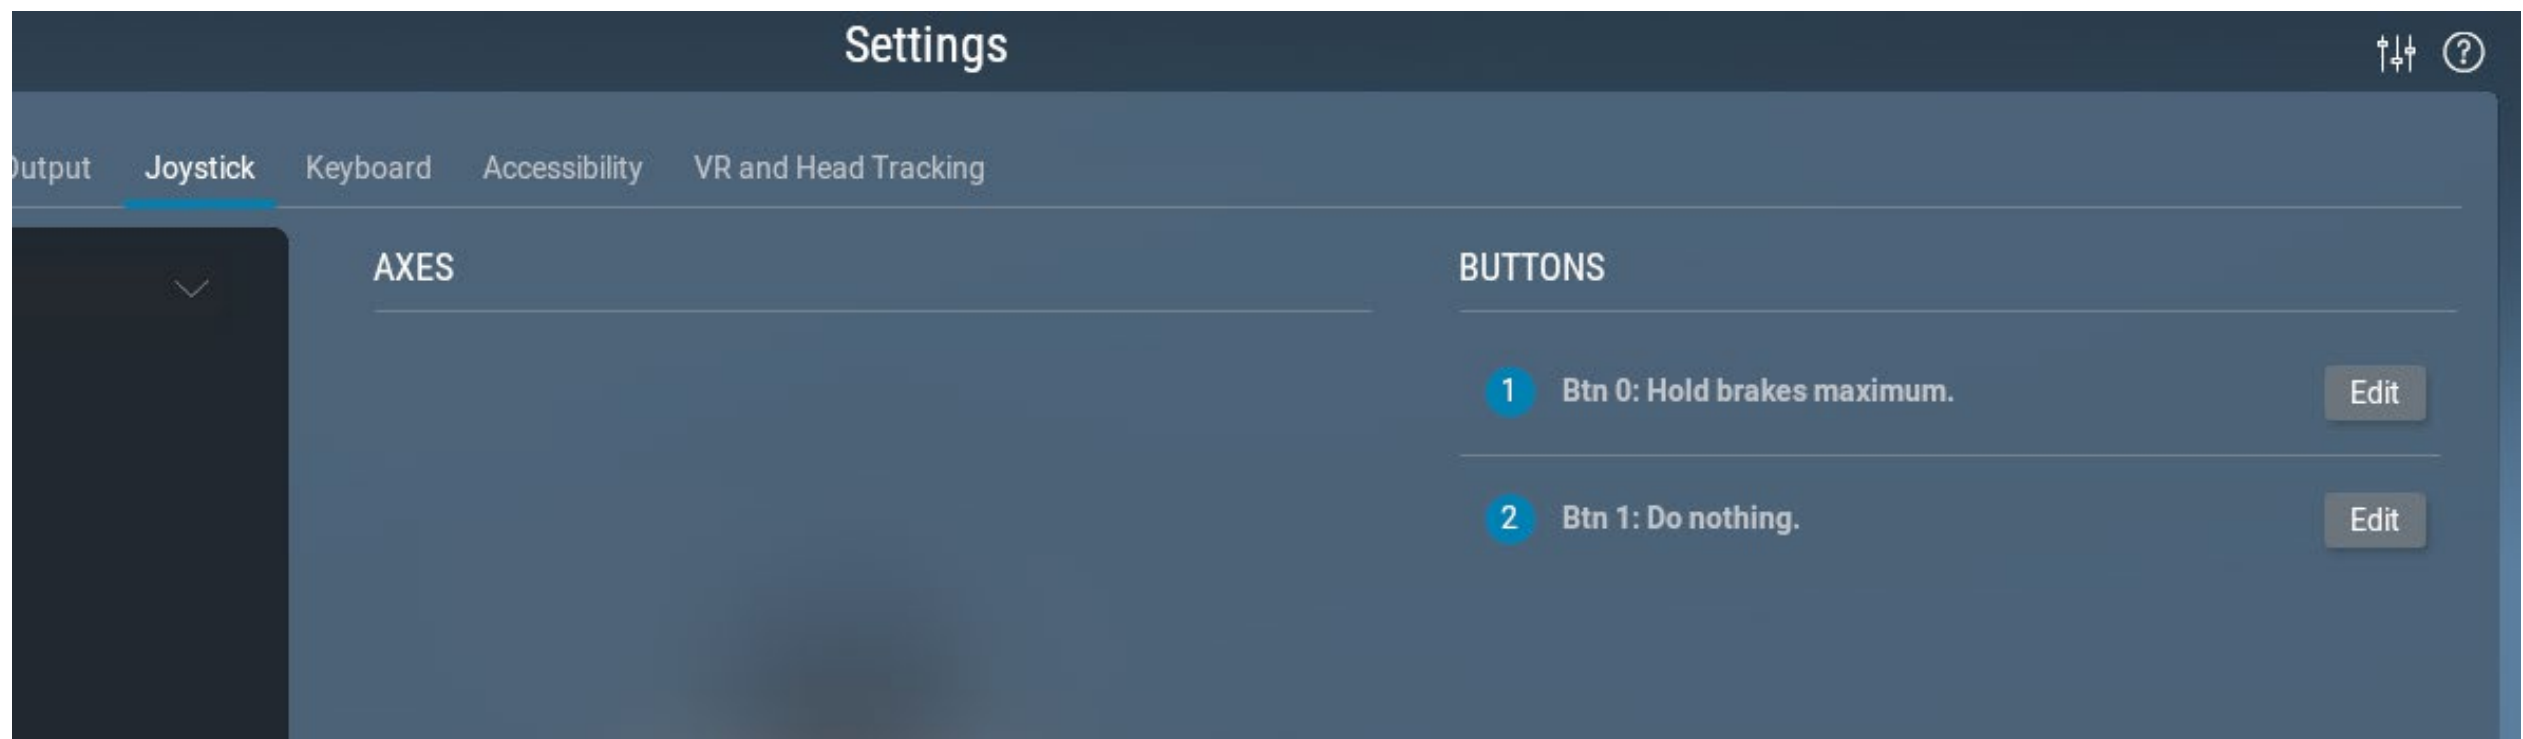 Settings
Output Joystick Keyboard Accessibility VR and Head Tracking
AXES
BUTTONS
1 Btn 0: Hold brakes maximum. Edit
2 Btn 1: Do nothing. Edit